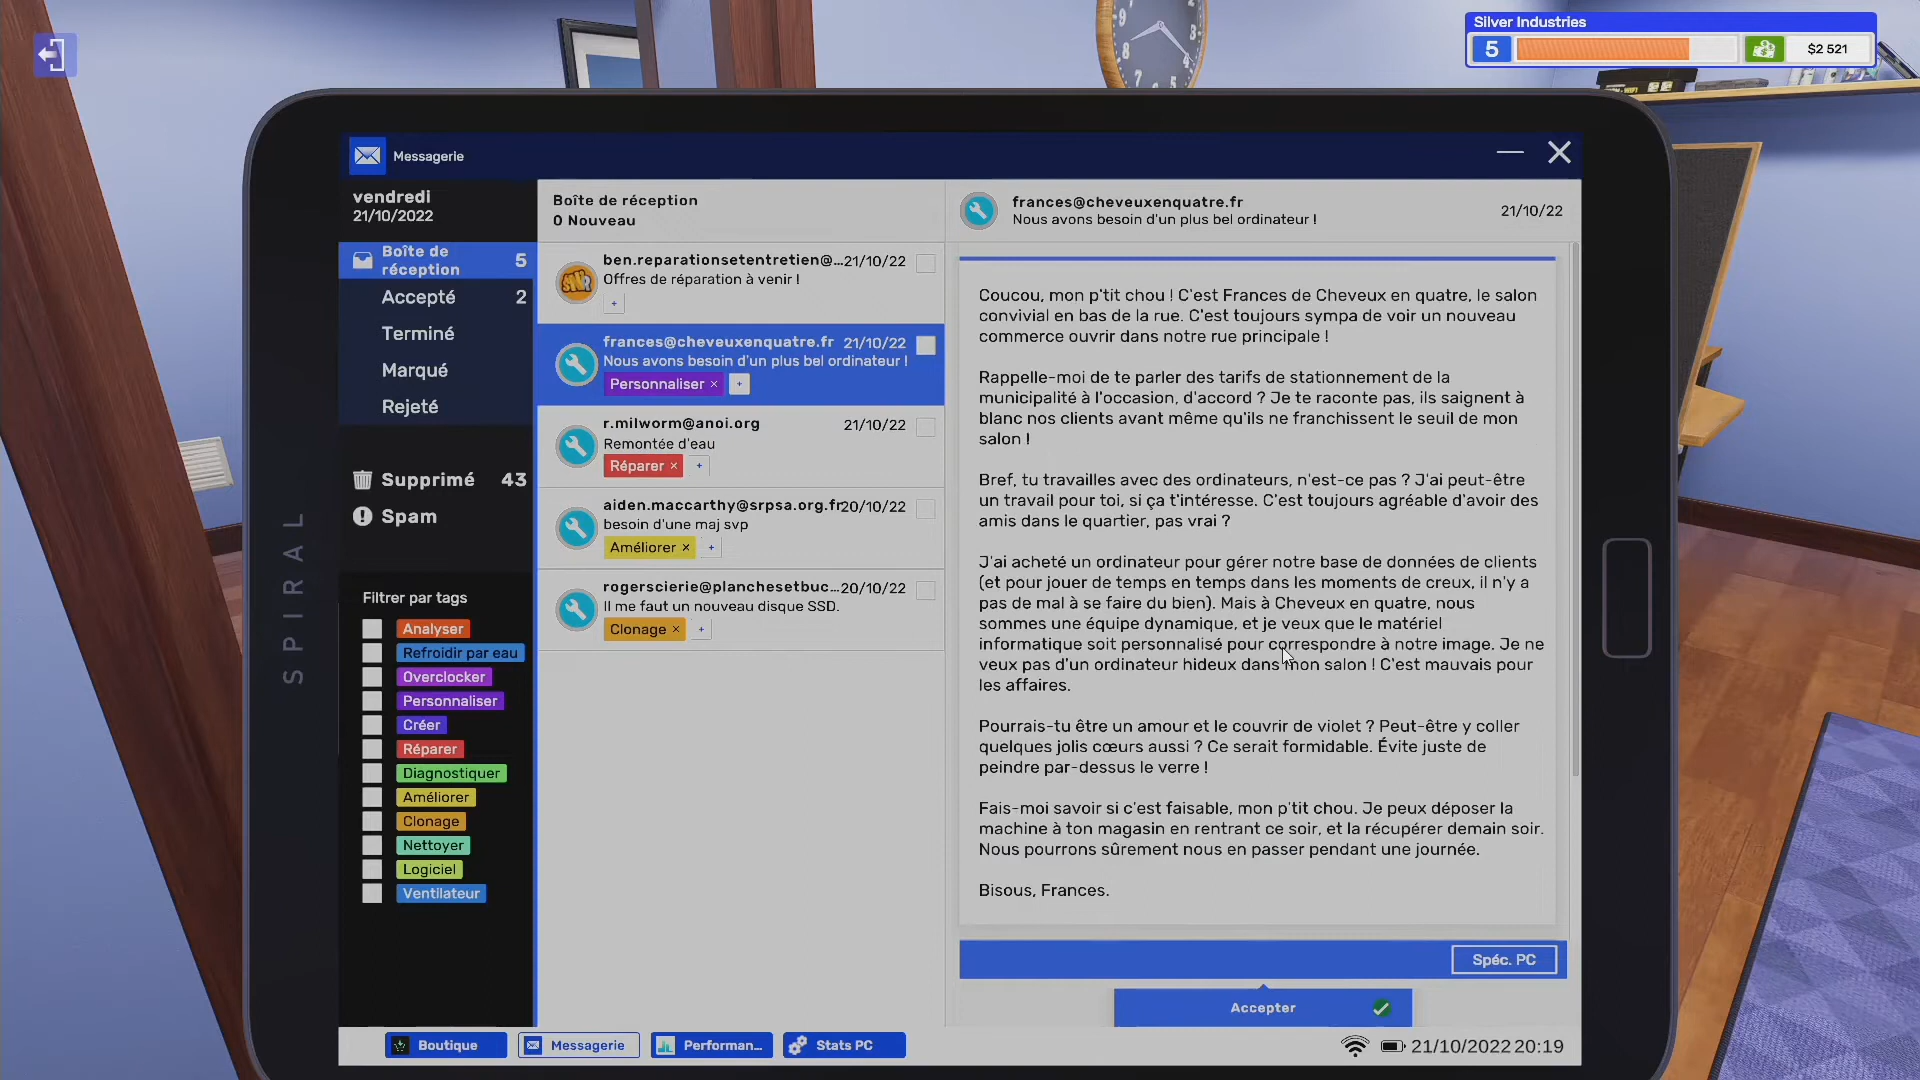 Silver Industries
5
$2 521
Messagerie
vendredi
21/10/2022
Boîte de
réception
5
Accepté
2
Terminé
Marqué
Rejeté
Supprimé
43
Spam
Filtrer par tags
Analyser
Refroidir par eau
Overclocker
Personnaliser
Créer
Réparer
Diagnostiquer
Améliorer
Clonage
Nettoyer
Logiciel
Ventilateur
Boîte de réception
0 Nouveau
ben.reparationsetentretien@...21/10/22
Offres de réparation à venir !
+
frances@cheveuxenquatre.fr 21/10/22
Nous avons besoin d'un plus bel ordinateur !
Personnaliser × +
r.milworm@anoi.org 21/10/22
Remontée d'eau
Réparer × +
aiden.maccarthy@srpsa.org.fr20/10/22
besoin d'une maj svp
Améliorer × +
rogerscierie@planchesetbuc...20/10/22
Il me faut un nouveau disque SSD.
Clonage × +
frances@cheveuxenquatre.fr
Nous avons besoin d'un plus bel ordinateur !
21/10/22
Coucou, mon p'tit chou ! C'est Frances de Cheveux en quatre, le salon
convivial en bas de la rue. C'est toujours sympa de voir un nouveau
commerce ouvrir dans notre rue principale !
Rappelle-moi de te parler des tarifs de stationnement de la
municipalité à l'occasion, d'accord ? Je te raconte pas, ils saignent à
blanc nos clients avant même qu'ils ne franchissent le seuil de mon
salon !
Bref, tu travailles avec des ordinateurs, n'est-ce pas ? J'ai peut-être
un travail pour toi, si ça t'intéresse. C'est toujours agréable d'avoir des
amis dans le quartier, pas vrai ?
J'ai acheté un ordinateur pour gérer notre base de données de clients
(et pour jouer de temps en temps dans les moments de creux, il n'y a
pas de mal à se faire du bien). Mais à Cheveux en quatre, nous
sommes une équipe dynamique, et je veux que le matériel
informatique soit personnalisé pour correspondre à notre image. Je ne
veux pas d'un ordinateur hideux dans mon salon ! C'est mauvais pour
les affaires.
Pourrais-tu être un amour et le couvrir de violet ? Peut-être y coller
quelques jolis cœurs aussi ? Ce serait formidable. Évite juste de
peindre par-dessus le verre !
Fais-moi savoir si c'est faisable, mon p'tit chou. Je peux déposer la
machine à ton magasin en rentrant ce soir, et la récupérer demain soir.
Nous pourrons sûrement nous en passer pendant une journée.
Bisous, Frances.
Spéc. PC
Accepter
SPIRAL
Boutique
Messagerie
Performan...
Stats PC
21/10/2022 20:19